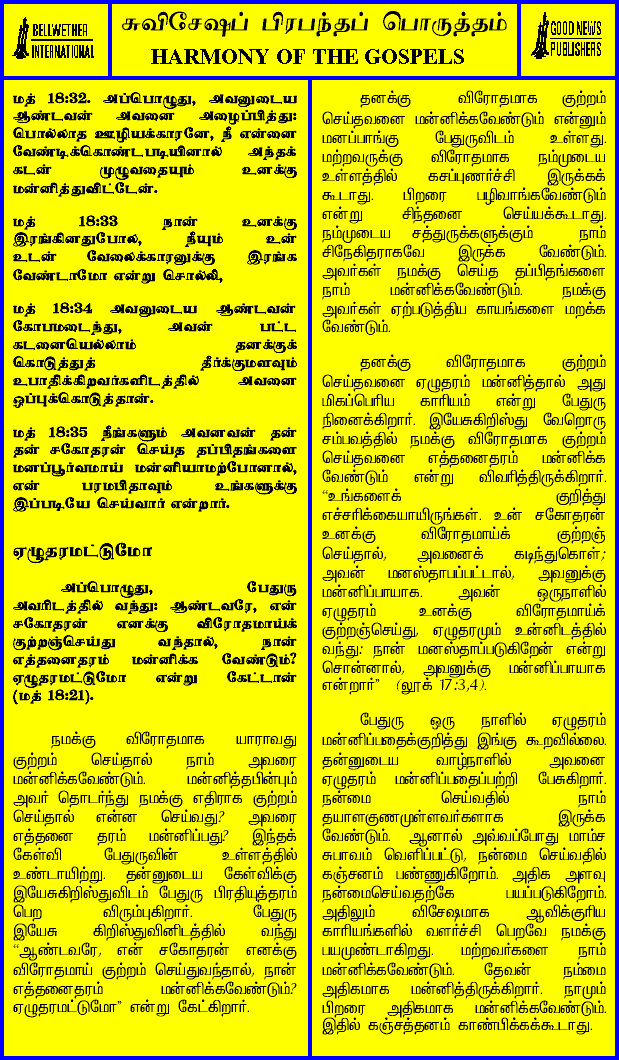 BELLWETHER
INTERNATIONAL
சுவிசேஷப் பிரபந்தப் பொருத்தம்
HARMONY OF THE GOSPELS
GOOD NEWS
PUBLISHERS
மத் 18:32. அப்பொழுது, அவனுடைய
ஆண்டவன் அவனை அழைப்பித்து:
பொல்லாத ஊழியக்காரனே, நீ என்னை
வேண்டிக்கொண்டபடியினால் அந்தக்
கடன் முழுவதையும் உனக்கு
மன்னித்துவிட்டேன்.
மத் 18:33 நான் உனக்கு
இரங்கினதுபோல, நீயும் உன்
உடன் வேலைக்காரனுக்கு இரங்க
வேண்டாமோ என்று சொல்லி,
மத் 18:34 அவனுடைய ஆண்டவன்
கோபமடைந்து, அவன் பட்ட
கடனையெல்லாம் தனக்குக்
கொடுத்துத் தீர்க்குமளவும்
உபாதிக்கிறவர்களிடத்தில் அவனை
ஒப்புக்கொடுத்தான்.
மத் 18:35 நீங்களும் அவனவன் தன்
தன் சகோதரன் செய்த தப்பிதங்களை
மனப்பூர்வமாய் மன்னியாமற்போனால்,
என் பரமபிதாவும் உங்களுக்கு
இப்படியே செய்வார் என்றார்.
ஏழுதரமட்டுமோ
அப்பொழுது, பேதுரு
அவரிடத்தில் வந்து: ஆண்டவரே, என்
சகோதரன் எனக்கு விரோதமாய்க்
குற்றஞ்செய்து வந்தால், நான்
எத்தனைதரம் மன்னிக்க வேண்டும்?
ஏழுதரமட்டுமோ என்று கேட்டான்
(மத் 18:21).
நமக்கு விரோதமாக யாராவது
குற்றம் செய்தால் நாம் அவரை
மன்னிக்கவேண்டும். மன்னித்தபின்பும்
அவர் தொடர்ந்து நமக்கு எதிராக குற்றம்
செய்தால் என்ன செய்வது? அவரை
எத்தனை தரம் மன்னிப்பது? இந்தக்
கேள்வி பேதுருவின் உள்ளத்தில்
உண்டாயிற்று. தன்னுடைய கேள்விக்கு
இயேசுகிறிஸ்துவிடம் பேதுரு பிரதியுத்தரம்
பெற விரும்புகிறார். பேதுரு
இயேசு கிறிஸ்துவினிடத்தில் வந்து
“ஆண்டவரே, என் சகோதரன் எனக்கு
விரோதமாய் குற்றம் செய்துவந்தால், நான்
எத்தனைதரம் மன்னிக்கவேண்டும்?
ஏழுதரமட்டுமோ” என்று கேட்கிறார்.
தனக்கு விரோதமாக குற்றம்
செய்தவனை மன்னிக்கவேண்டும் என்னும்
மனப்பாங்கு பேதுருவிடம் உள்ளது.
மற்றவருக்கு விரோதமாக நம்முடைய
உள்ளத்தில் கசப்புணர்ச்சி இருக்கக்
கூடாது. பிறரை பழிவாங்கவேண்டும்
என்று சிந்தனை செய்யக்கூடாது.
நம்முடைய சத்துருக்களுக்கும் நாம்
சிநேகிதராகவே இருக்க வேண்டும்.
அவர்கள் நமக்கு செய்த தப்பிதங்களை
நாம் மன்னிக்கவேண்டும். நமக்கு
அவர்கள் ஏற்படுத்திய காயங்களை மறக்க
வேண்டும்.
தனக்கு விரோதமாக குற்றம்
செய்தவனை ஏழுதரம் மன்னித்தால் அது
மிகப்பெரிய காரியம் என்று பேதுரு
நினைக்கிறார். இயேசுகிறிஸ்து வேறொரு
சம்பவத்தில் நமக்கு விரோதமாக குற்றம்
செய்தவனை எத்தனைதரம் மன்னிக்க
வேண்டும் என்று விவரித்திருக்கிறார்.
“உங்களைக் குறித்து
எச்சரிக்கையாயிருங்கள். உன் சகோதரன்
உனக்கு விரோதமாய்க் குற்றஞ்
செய்தால், அவனைக் கடிந்துகொள்;
அவன் மனஸ்தாபப்பட்டால், அவனுக்கு
மன்னிப்பாயாக. அவன் ஒருநாளில்
ஏழுதரம் உனக்கு விரோதமாய்க்
குற்றஞ்செய்து, ஏழுதரமும் உன்னிடத்தில்
வந்து: நான் மனஸ்தாப்படுகிறேன் என்று
சொன்னால், அவனுக்கு மன்னிப்பாயாக
என்றார்” (லூக் 17:3,4).
பேதுரு ஒரு நாளில் ஏழுதரம்
மன்னிப்பதைக்குறித்து இங்கு கூறவில்லை.
தன்னுடைய வாழ்நாளில் அவனை
ஏழுதரம் மன்னிப்பதைப்பற்றி பேசுகிறார்.
நன்மை செய்வதில் நாம்
தயாளகுணமுள்ளவர்களாக இருக்க
வேண்டும். ஆனால் அவ்வப்போது மாம்ச
சுபாவம் வெளிப்பட்டு, நன்மை செய்வதில்
கஞ்சனம் பண்ணுகிறோம். அதிக அளவு
நன்மைசெய்வதற்கே பயப்படுகிறோம்.
அதிலும் விசேஷமாக ஆவிக்குரிய
காரியங்களில் வளர்ச்சி பெறவே நமக்கு
பயமுண்டாகிறது. மற்றவர்களை நாம்
மன்னிக்கவேண்டும். தேவன் நம்மை
அதிகமாக மன்னித்திருக்கிறார். நாமும்
பிறரை அதிகமாக மன்னிக்கவேண்டும்.
இதில் கஞ்சத்தனம் காண்பிக்கக்கூடாது.